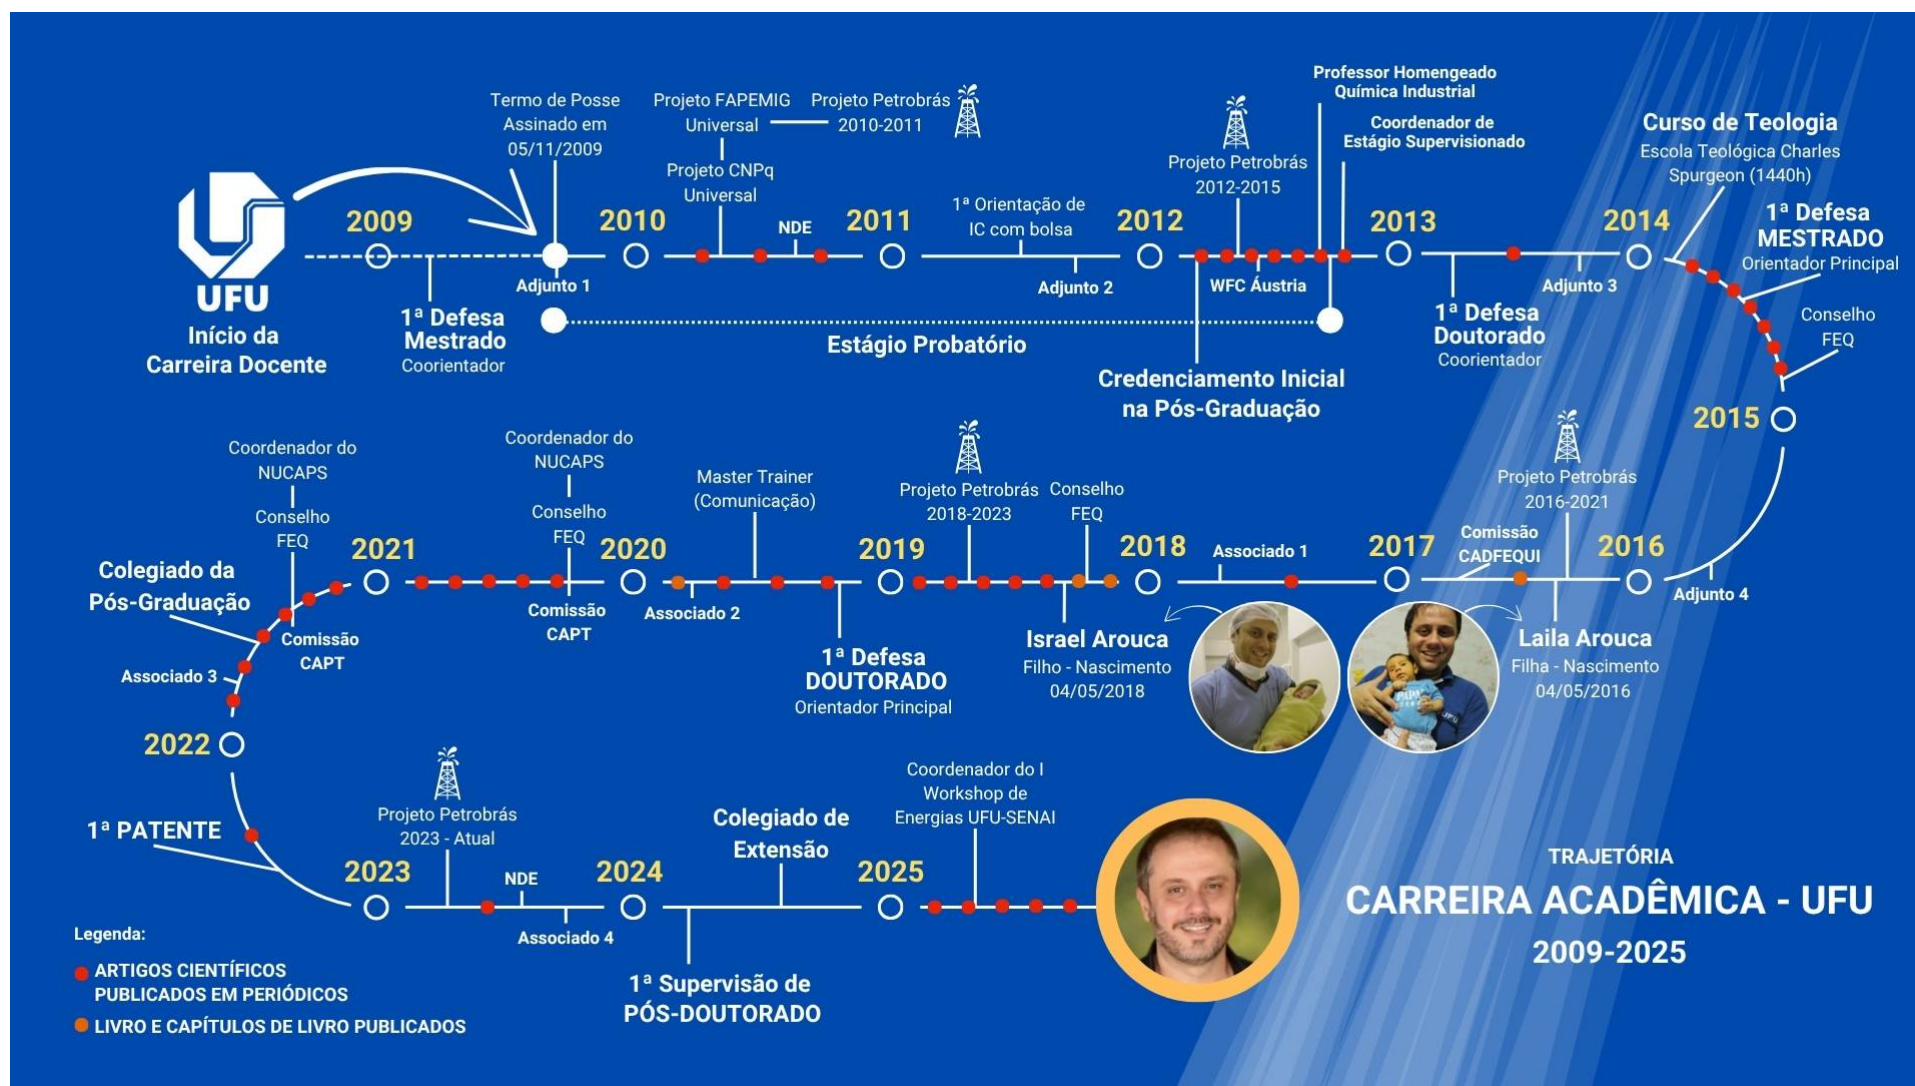 Termo de Posse
Assinado em
05/11/2009
Projeto FAPEMIG
Universal
Projeto Petrobrás
2010-2011
Projeto CNPq
Universal
Projeto Petrobrás
2012-2015
Professor Homengeado
Química Industrial
Coordenador de
Estágio Supervisionado
Curso de Teologia
Escola Teológica Charles
Spurgeon (1440h)
1ª Defesa
MESTRADO
Orientador Principal
Conselho
FEQ
UFU
Início da
Carreira Docente
2009
2010
NDE
2011
1ª Orientação de
IC com bolsa
2012
2013
2014
1ª Defesa
Mestrado
Coorientador
Adjunto 1
Adjunto 2
WFC Áustria
1ª Defesa
Doutorado
Coorientador
Adjunto 3
Estágio Probatório
Credenciamento Inicial
na Pós-Graduação
2015
Coordenador do
NUCAPS
Conselho
FEQ
Coordenador do
NUCAPS
Conselho
FEQ
Master Trainer
(Comunicação)
Projeto Petrobrás
2018-2023
Conselho
FEQ
Projeto Petrobrás
2016-2021
Comissão
CADFEQUI
Colegiado da
Pós-Graduação
2021
2020
2019
2018
Associado 1
2017
2016
Adjunto 4
Comissão
CAPT
Comissão
CAPT
Associado 2
1ª Defesa
DOUTORADO
Orientador Principal
Israel Arouca
Filho - Nascimento
04/05/2018
Laila Arouca
Filha - Nascimento
04/05/2016
PAPAI
UFU
Associado 3
2022
1ª PATENTE
Projeto Petrobrás
2023 - Atual
2023
NDE
Associado 4
2024
Colegiado de
Extensão
1ª Supervisão de
PÓS-DOUTORADO
2025
Coordenador do I
Workshop de
Energias UFU-SENAI
TRAJETÓRIA
CARREIRA ACADÊMICA - UFU
2009-2025
Legenda:
ARTIGOS CIENTÍFICOS
PUBLICADOS EM PERIÓDICOS
LIVRO E CAPÍTULOS DE LIVRO PUBLICADOS